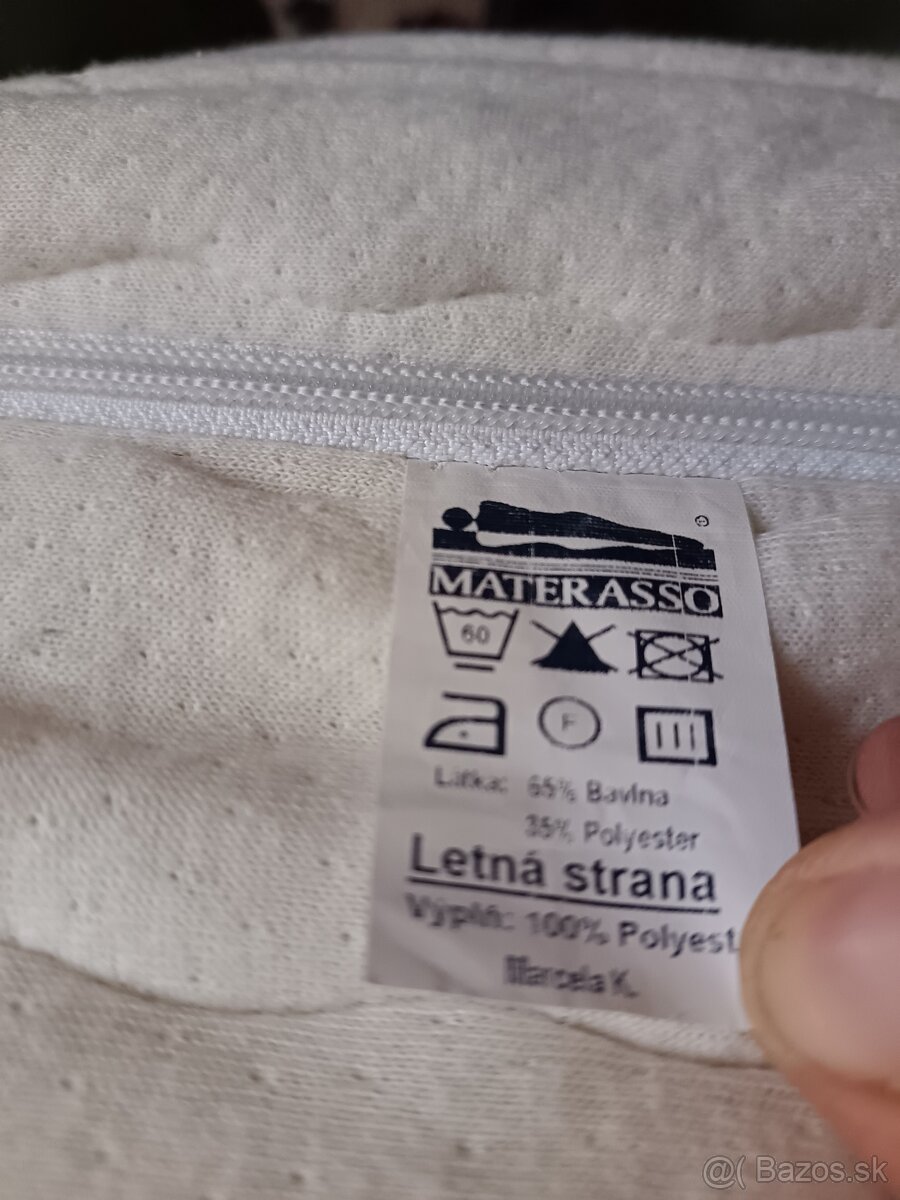 MATERASSO
60
F
Látka: 65% Bavlna
35% Polyester
Letná strana
Výplň: 100% Polyest
Marcela K.
@( Bazos.sk